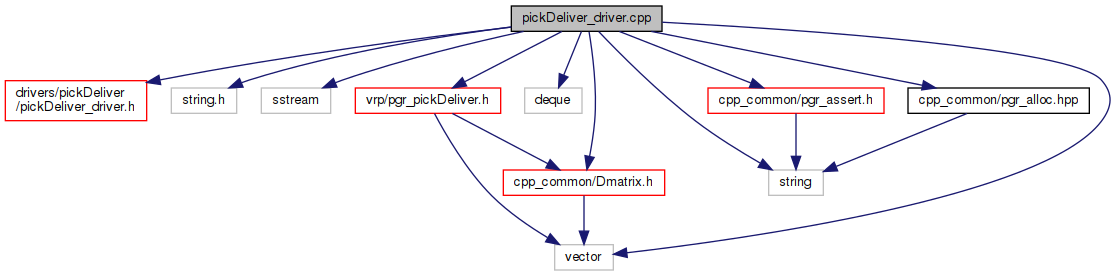 pickDeliver_driver.cpp
drivers/pickDeliver
/pickDeliver_driver.h
string.h
sstream
vrp/pgr_pickDeliver.h
deque
cpp_common/pgr_assert.h
cpp_common/pgr_alloc.hpp
cpp_common/Dmatrix.h
string
vector